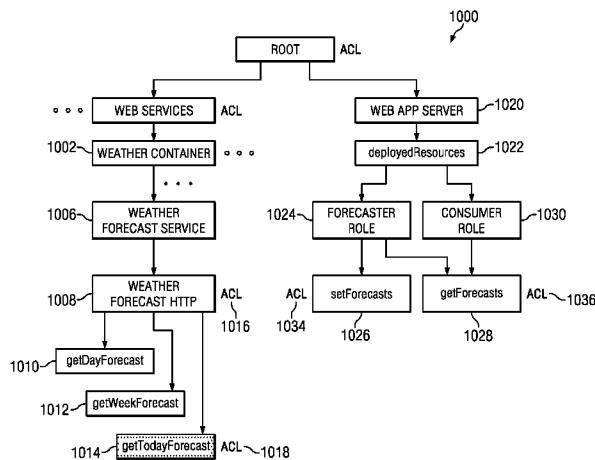 1000
ROOT ACL
WEB SERVICES ACL
WEB APP SERVER 1020
1002 WEATHER CONTAINER
deployedResources 1022
1006 WEATHER
FORECAST SERVICE
1024 FORECASTER
ROLE
CONSUMER
ROLE 1030
1008 WEATHER
FORECAST HTTP
ACL
1016
ACL
1034
setForecasts
1026
getForecasts
1028
ACL
1036
1010 getDayForecast
1012 getWeekForecast
1014 getTodayForecast ACL 1018